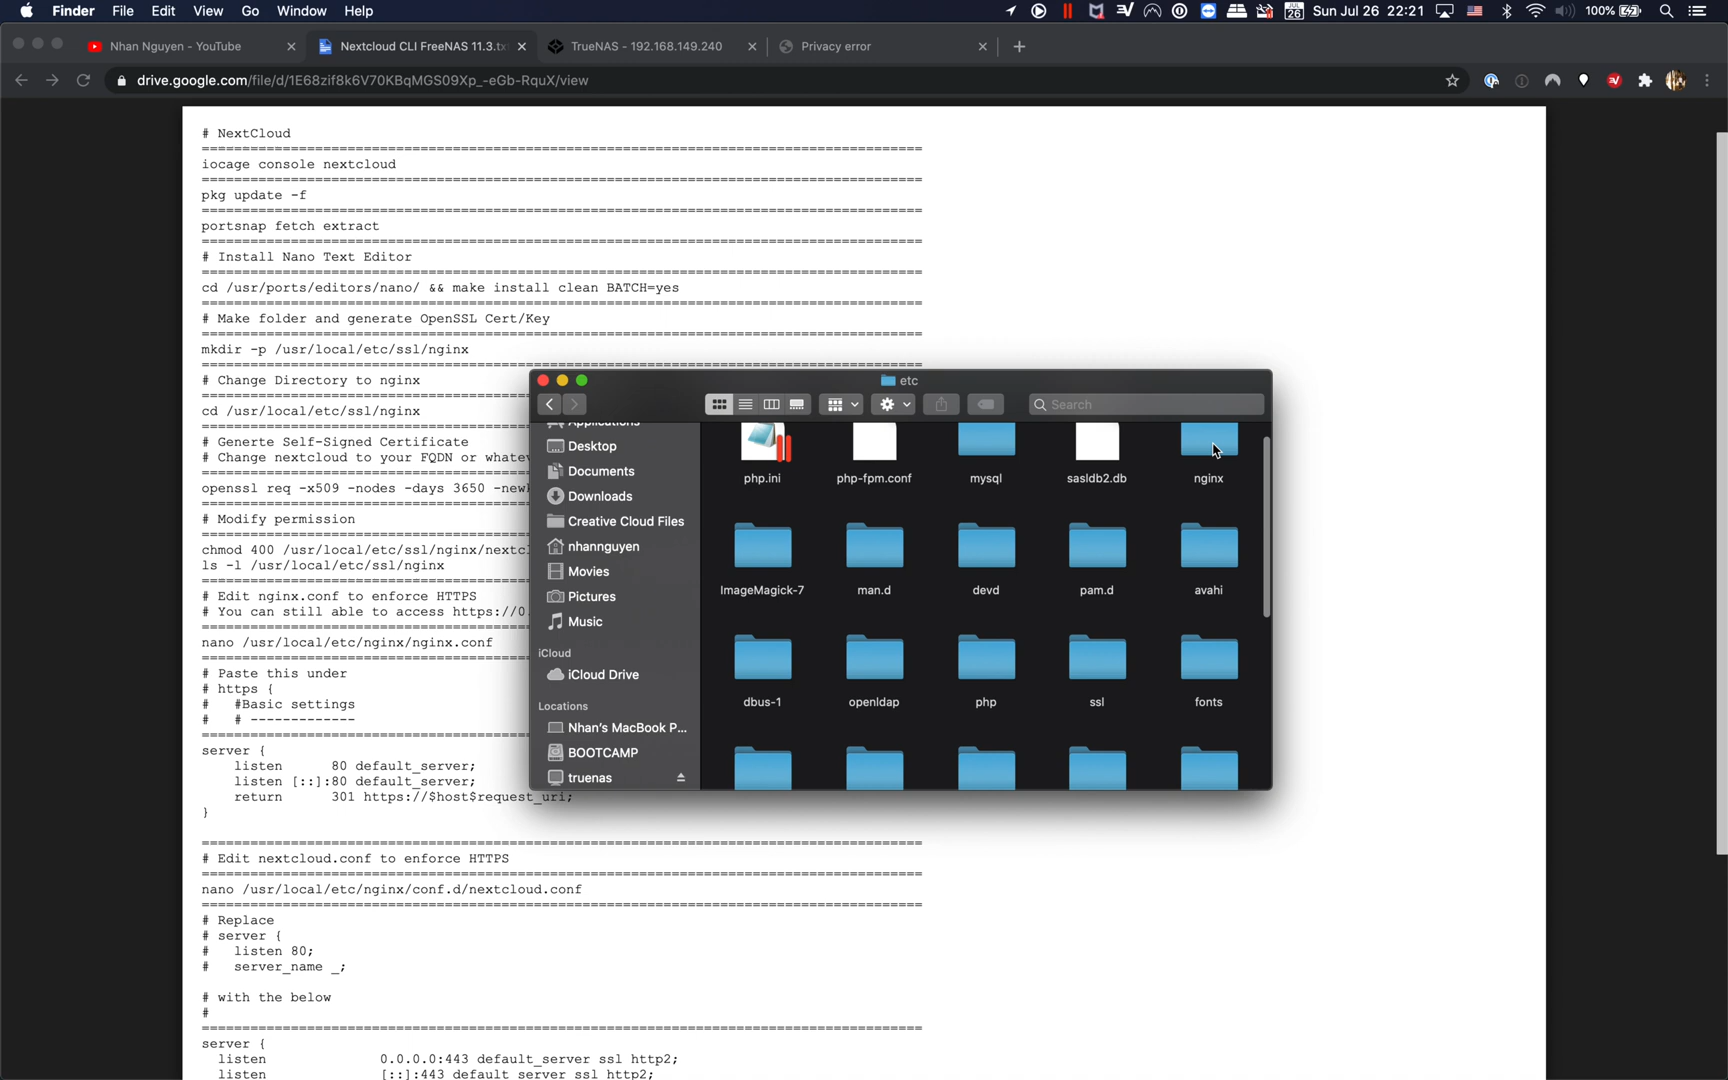 Finder File Edit View Go Window Help
JUL 26 Sun Jul 26 22:21 100%
Nhan Nguyen - YouTube
Nextcloud CLI FreeNAS 11.3.tx
TrueNAS - 192.168.149.240
Privacy error
drive.google.com/file/d/1E68zif8k6V70KBqMGS09Xp_-eGb-RquX/view
# NextCloud
iocage console nextcloud
pkg update -f
portsnap fetch extract
# Install Nano Text Editor
cd /usr/ports/editors/nano/ && make install clean BATCH=yes
# Make folder and generate OpenSSL Cert/Key
mkdir -p /usr/local/etc/ssl/nginx
# Change Directory to nginx
cd /usr/local/etc/ssl/nginx
# Generte Self-Signed Certificate
# Change nextcloud to your FQDN or whatev
openssl req -x509 -nodes -days 3650 -newk
# Modify permission
chmod 400 /usr/local/etc/ssl/nginx/nextcl
ls -l /usr/local/etc/ssl/nginx
# Edit nginx.conf to enforce HTTPS
# You can still able to access https://0.
nano /usr/local/etc/nginx/nginx.conf
# Paste this under
# https {
# #Basic settings
# # -------------
server {
listen 80 default_server;
listen [::]:80 default_server;
return 301 https://$host$request_uri;
}
# Edit nextcloud.conf to enforce HTTPS
nano /usr/local/etc/nginx/conf.d/nextcloud.conf
# Replace
# server {
# listen 80;
# server_name _;
# with the below
#
server {
listen 0.0.0.0:443 default_server ssl http2;
listen [::]:443 default server ssl http2;
etc
Search
Applications
Desktop
Documents
Downloads
Creative Cloud Files
nhannguyen
Movies
Pictures
Music
iCloud
iCloud Drive
Locations
Nhan's MacBook P...
BOOTCAMP
truenas
php.ini
php-fpm.conf
mysql
sasldb2.db
nginx
ImageMagick-7
man.d
devd
pam.d
avahi
dbus-1
openldap
php
ssl
fonts